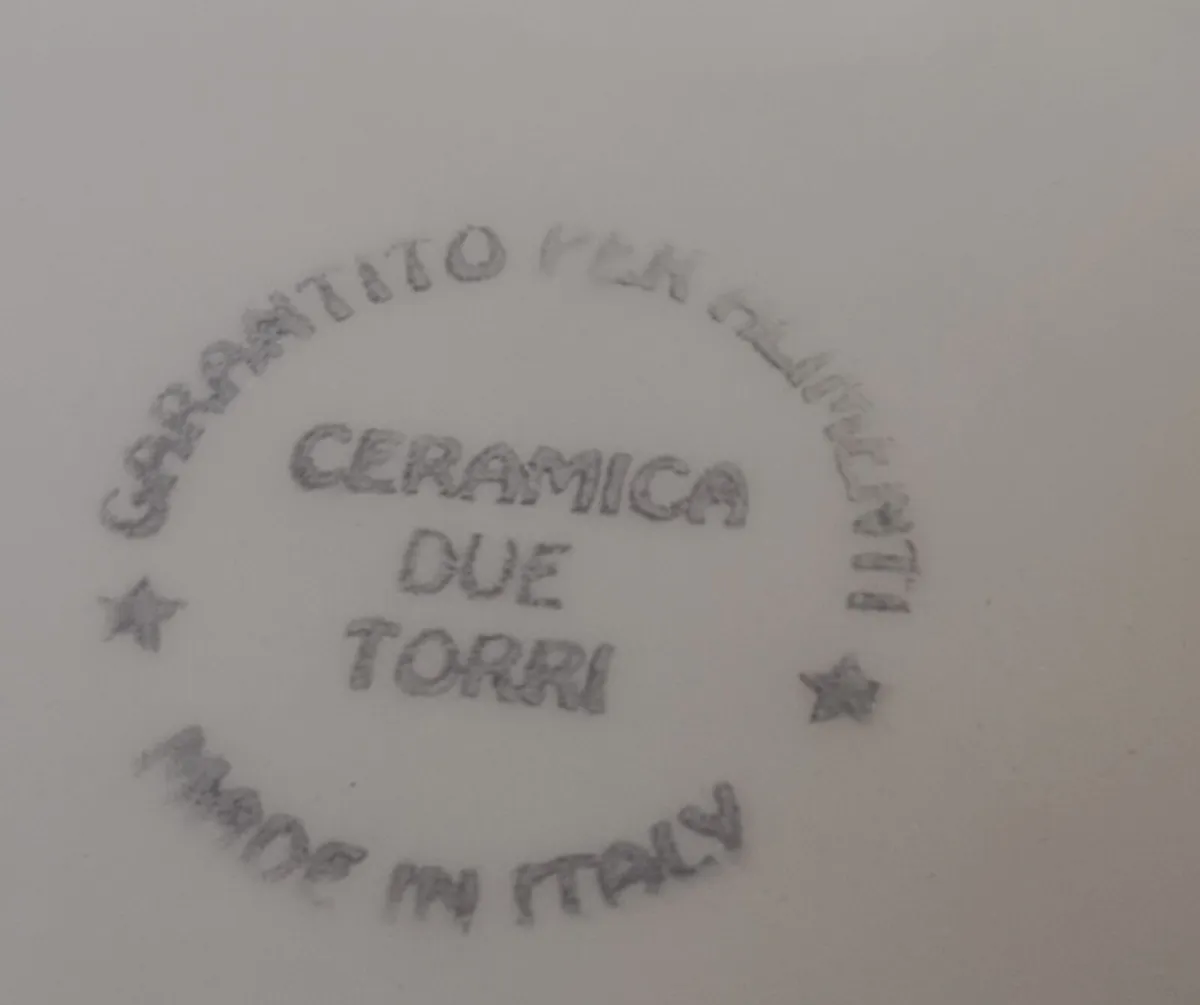 GARANTITO PER ALIMENTI
CERAMICA
DUE
TORRI
MADE IN ITALY